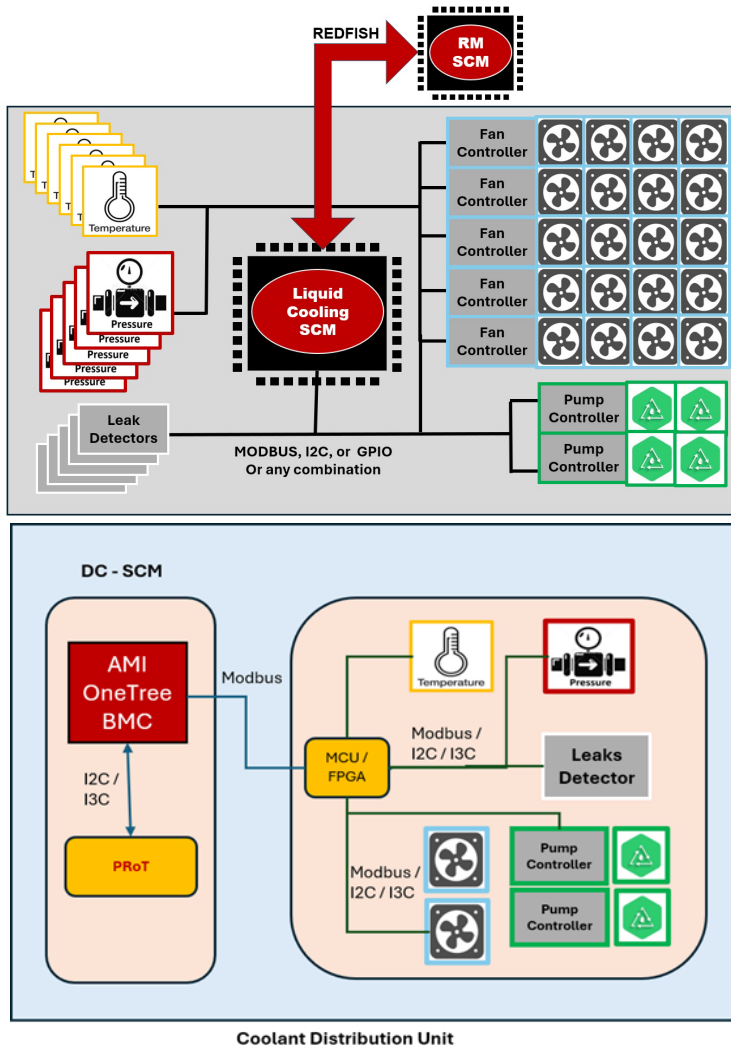 REDFISH
RM
SCM
Temperature
Fan
Controller
Fan
Controller
Fan
Controller
Fan
Controller
Fan
Controller
Liquid
Cooling
SCM
Pressure
Pressure
Pressure
Pressure
Pressure
Leak
Detectors
MODBUS, I2C, or GPIO
Or any combination
Pump
Controller
Pump
Controller
DC - SCM
AMI
OneTree
BMC
Modbus
I2C /
I3C
PRoT
Temperature
Pressure
MCU /
FPGA
Modbus /
I2C / I3C
Leaks
Detector
Modbus /
I2C / I3C
Pump
Controller
Pump
Controller
Coolant Distribution Unit